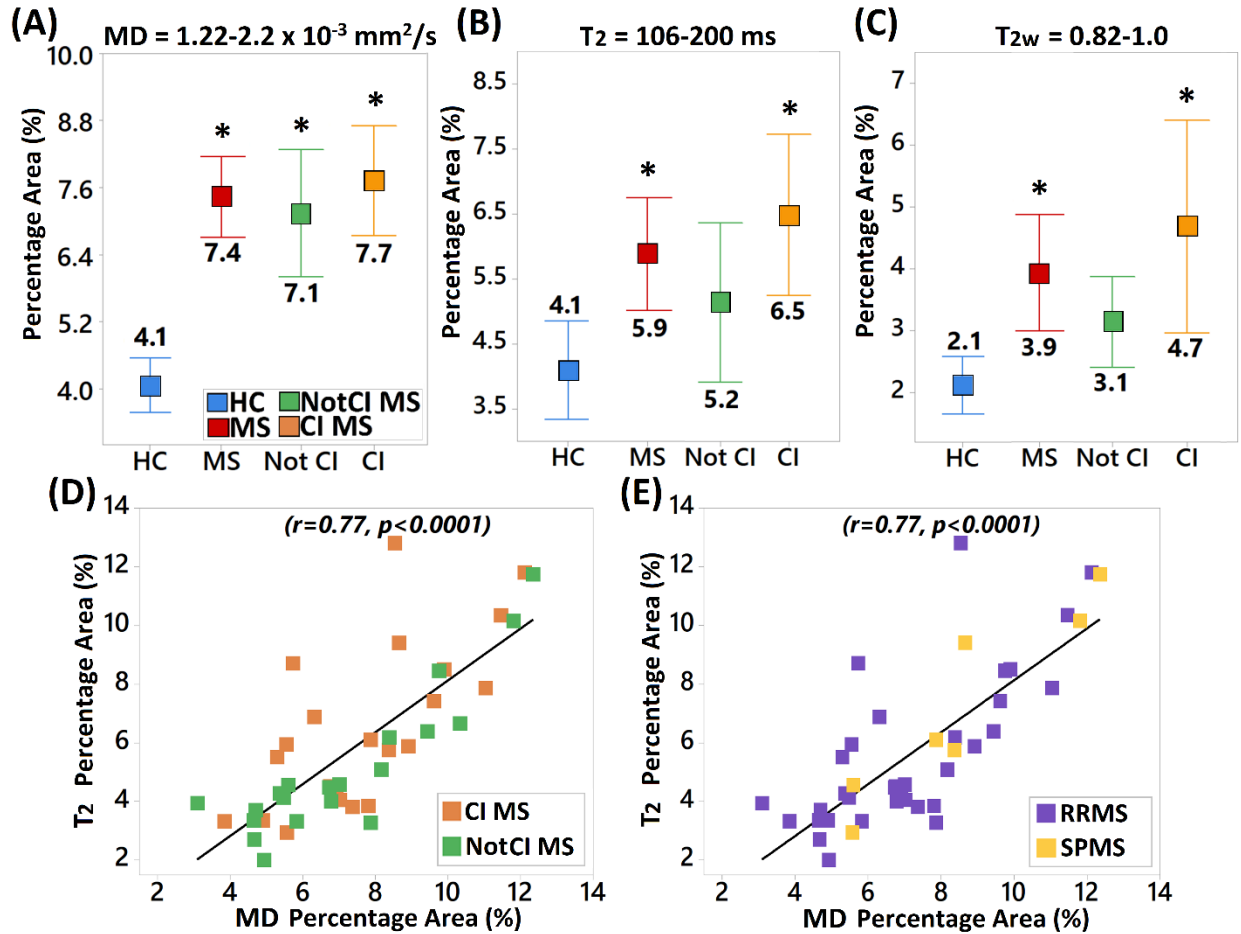 (A)
MD = 1.22-2.2 x 10⁻³ mm²/s
Percentage Area (%)
10.0
8.8
7.6
6.4
5.2
4.0
4.1
*
7.4
*
7.1
*
7.7
HC
NotCI MS
MS
CI MS
HC
MS
Not CI
CI
(B)
T₂ = 106-200 ms
Percentage Area (%)
8.5
7.5
6.5
5.5
4.5
3.5
4.1
*
5.9
5.2
*
6.5
HC
MS
Not CI
CI
(C)
T₂w = 0.82-1.0
Percentage Area (%)
7
6
5
4
3
2
2.1
*
3.9
3.1
*
4.7
HC
MS
Not CI
CI
(D)
(r=0.77, p<0.0001)
T₂ Percentage Area (%)
14
12
10
8
6
4
2
CI MS
NotCI MS
2
4
6
8
10
12
14
MD Percentage Area (%)
(E)
(r=0.77, p<0.0001)
T₂ Percentage Area (%)
14
12
10
8
6
4
2
RRMS
SPMS
2
4
6
8
10
12
14
MD Percentage Area (%)